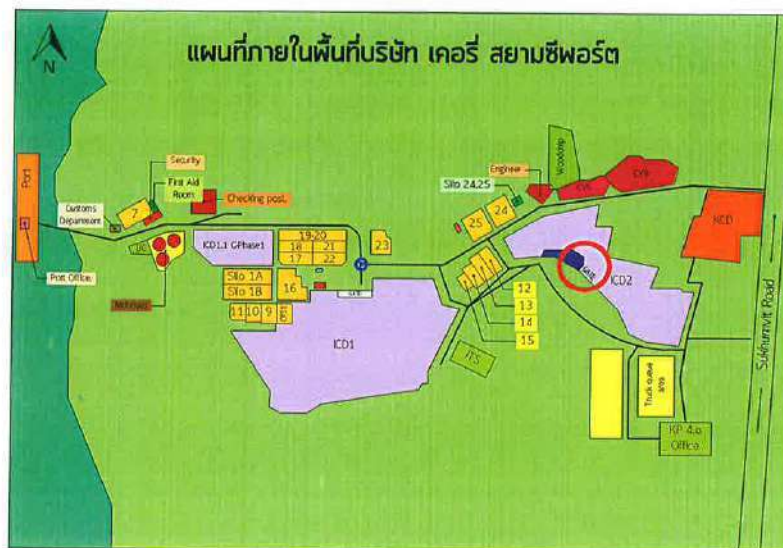 แผนที่ภายในพื้นที่บริษัท เคอรี่ สยามซีพอร์ต
N
Port
Port Office
Customs
Department
7
Security
First Aid
Room
Checking post.
ICD1.1 GPhase1
19-20
18 21
17 22
23
Silo 1A
Silo 1B
16
11 10 9
ICD1
25
24
Silo 24,25
Engineer
Woodchip
KCD
12
13
14
15
ITS
ICD2
Truck queue
area
KP 4.0
Office
Sukhumvit Road